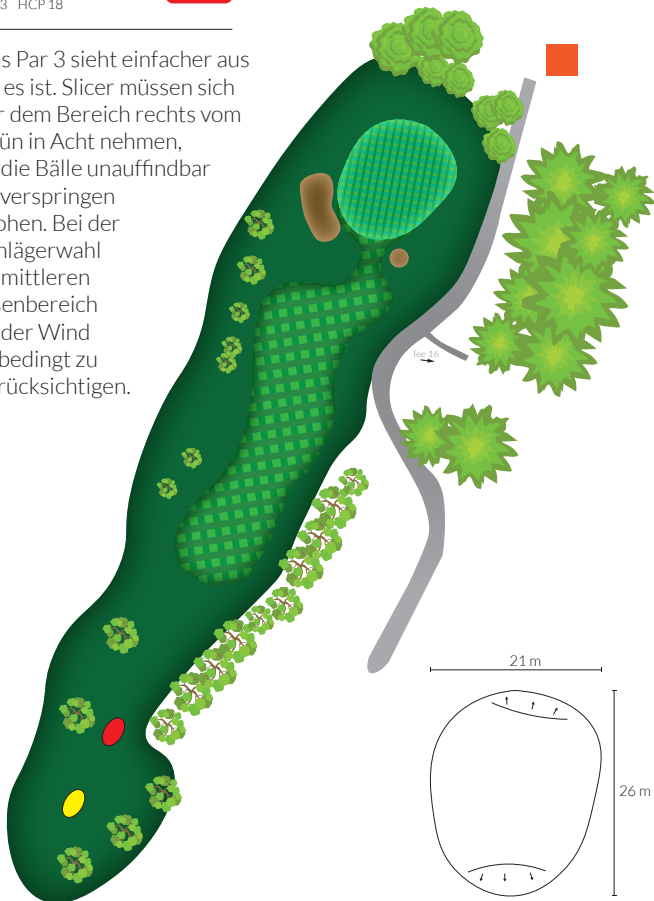 3 HCP 18
s Par 3 sieht einfacher aus
es ist. Slicer müssen sich
r dem Bereich rechts vom
ün in Acht nehmen,
die Bälle unauffindbar
verspringen
ohen. Bei der
hlägerwahl
mittleren
senbereich
der Wind
bedingt zu
rücksichtigen.
Tee 16
21 m
26 m